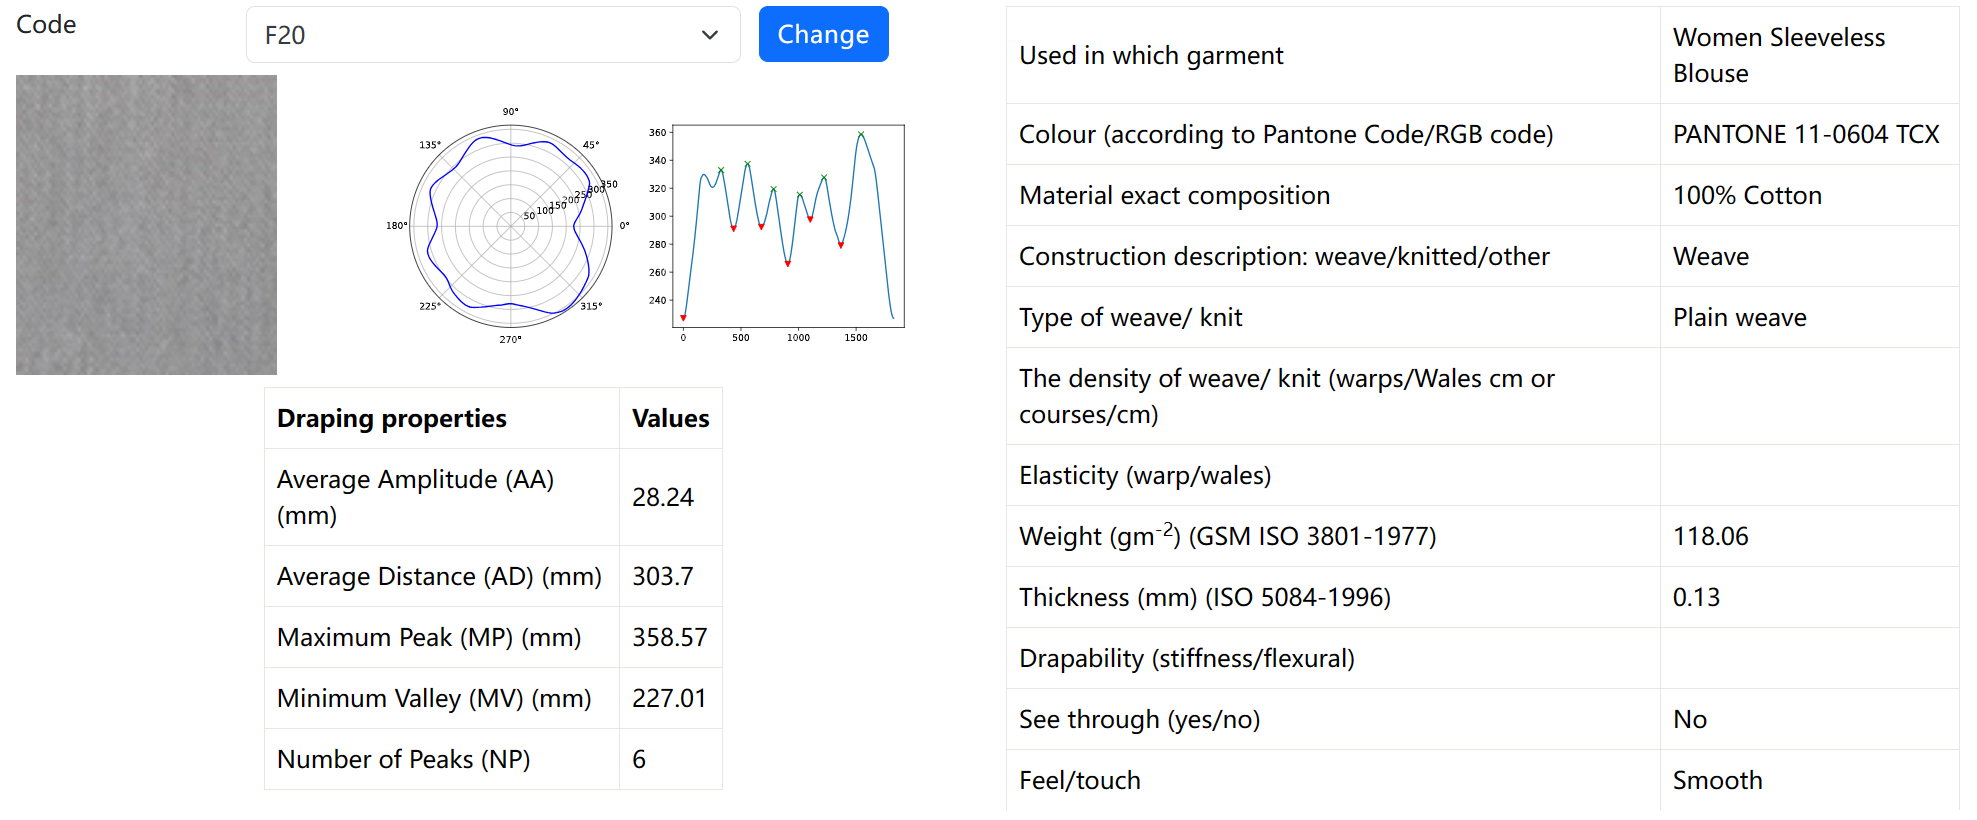 Code
F20
Change
90°
135°
45°
180°
0°
50 100 150 200 250 300 350
225°
315°
270°
360
340
320
300
280
260
240
0 500 1000 1500
Draping properties Values
Average Amplitude (AA)
(mm) 28.24
Average Distance (AD) (mm) 303.7
Maximum Peak (MP) (mm) 358.57
Minimum Valley (MV) (mm) 227.01
Number of Peaks (NP) 6
Used in which garment Women Sleeveless
Blouse
Colour (according to Pantone Code/RGB code) PANTONE 11-0604 TCX
Material exact composition 100% Cotton
Construction description: weave/knitted/other Weave
Type of weave/ knit Plain weave
The density of weave/ knit (warps/Wales cm or
courses/cm)
Elasticity (warp/wales)
Weight (gm⁻²) (GSM ISO 3801-1977) 118.06
Thickness (mm) (ISO 5084-1996) 0.13
Drapability (stiffness/flexural)
See through (yes/no) No
Feel/touch Smooth